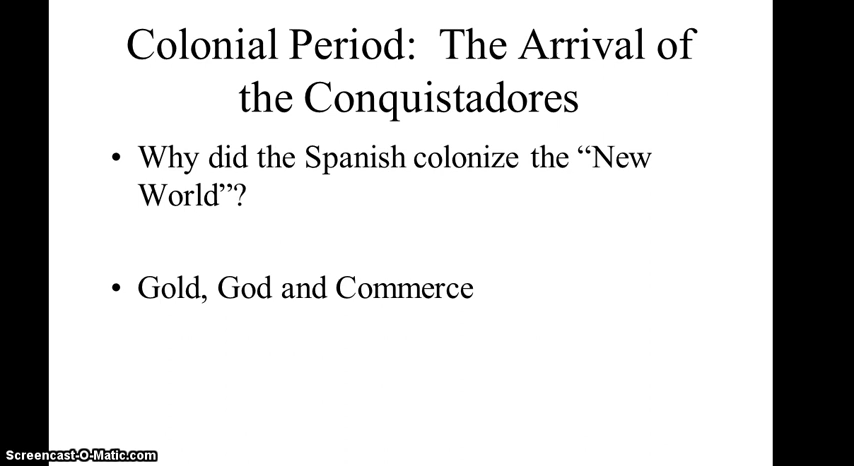 Colonial Period:  The Arrival of
the Conquistadores
• Why did the Spanish colonize the “New
World”?
• Gold, God and Commerce
Screencast-O-Matic.com